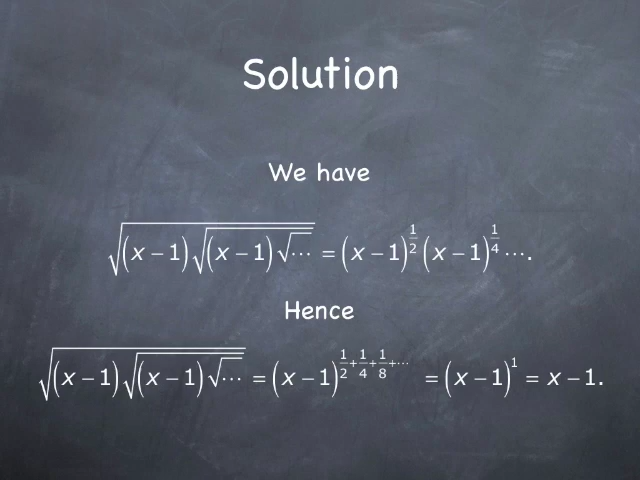 Solution
We have
√((x − 1)√((x − 1)√⋯)) = (x − 1)^(1/2) (x − 1)^(1/4) ⋯.
Hence
√((x − 1)√((x − 1)√⋯)) = (x − 1)^(1/2+1/4+1/8+⋯) = (x − 1)^1 = x − 1.